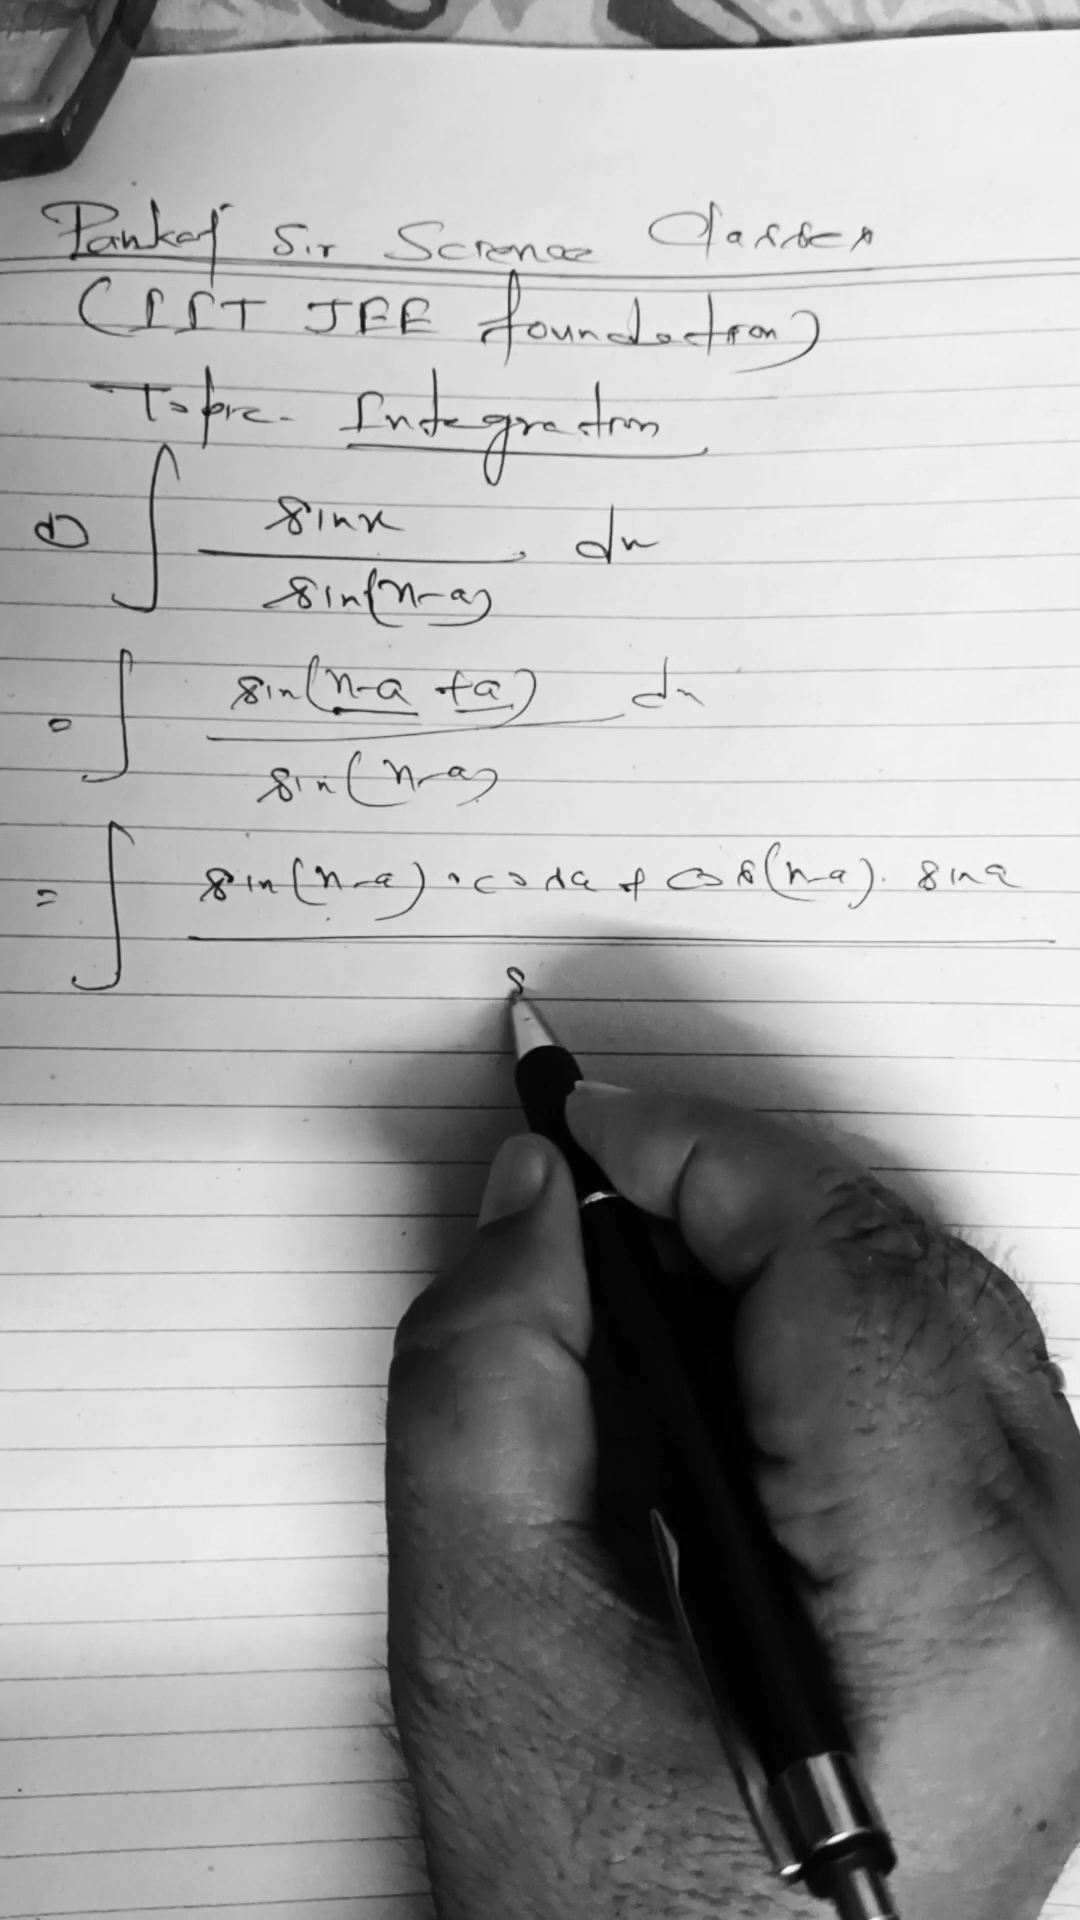 Pankaj Sir Science Classes
(IIT JEE foundation)
Topic- Integration
1) ∫ sinx / sin(x-a) dx
= ∫ sin(x-a+a) / sin(x-a) dx
= ∫ sin(x-a).cosa + cos(x-a).sina / s